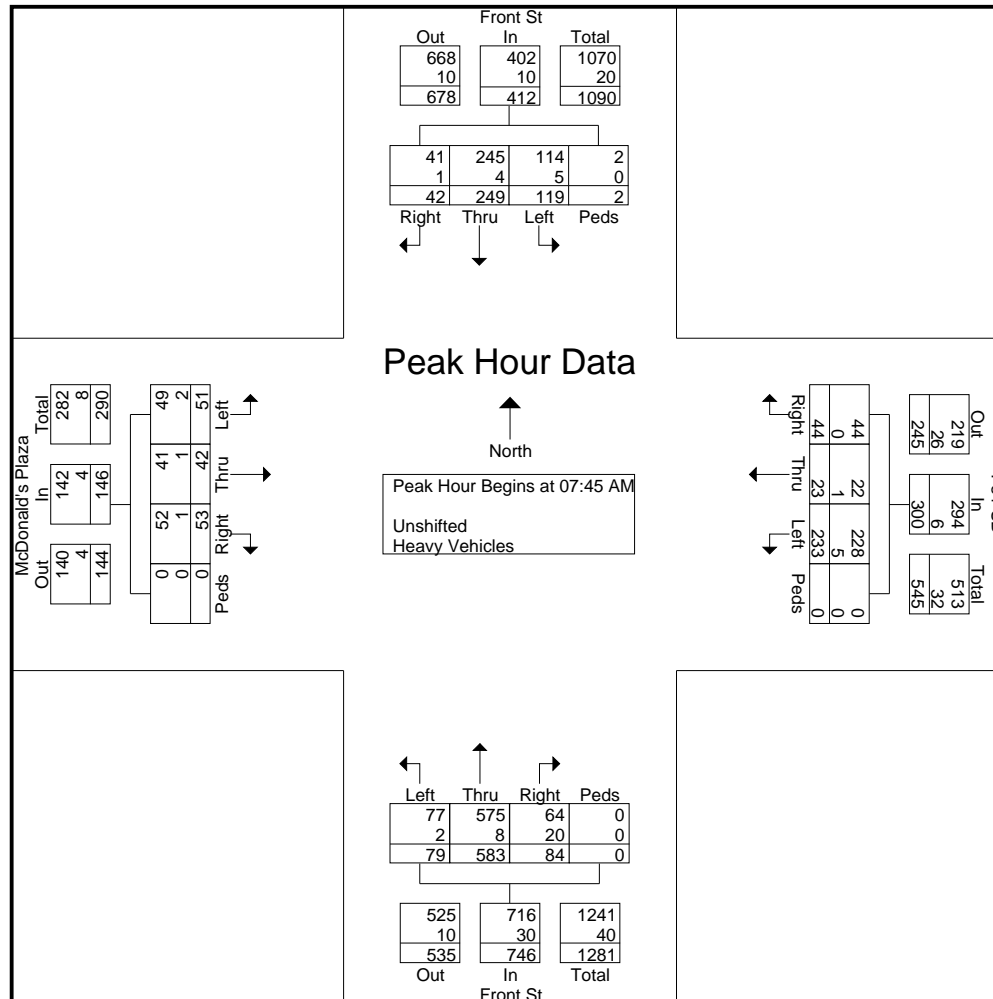 Front St
Out In Total
668 402 1070
10 10 20
678 412 1090
41 245 114 2
1 4 5 0
42 249 119 2
Right Thru Left Peds
Peak Hour Data
North
Peak Hour Begins at 07:45 AM
Unshifted
Heavy Vehicles
McDonald's Plaza
Out In Total
140 142 282
4 4 8
144 146 290
0 52 41 49
0 1 1 2
0 53 42 51
Peds Right Thru Left
Out In Total
219 294 513
26 6 32
245 300 545
44 22 228 0
0 1 5 0
44 23 233 0
Right Thru Left Peds
Left Thru Right Peds
77 575 64 0
2 8 20 0
79 583 84 0
525 716 1241
10 30 40
535 746 1281
Out In Total
Front St